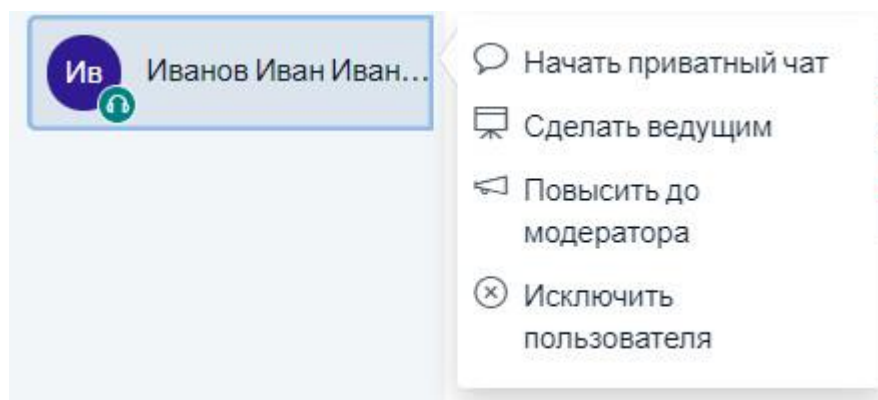 Ив
Иванов Иван Иван...
Начать приватный чат
Сделать ведущим
Повысить до
модератора
Исключить
пользователя